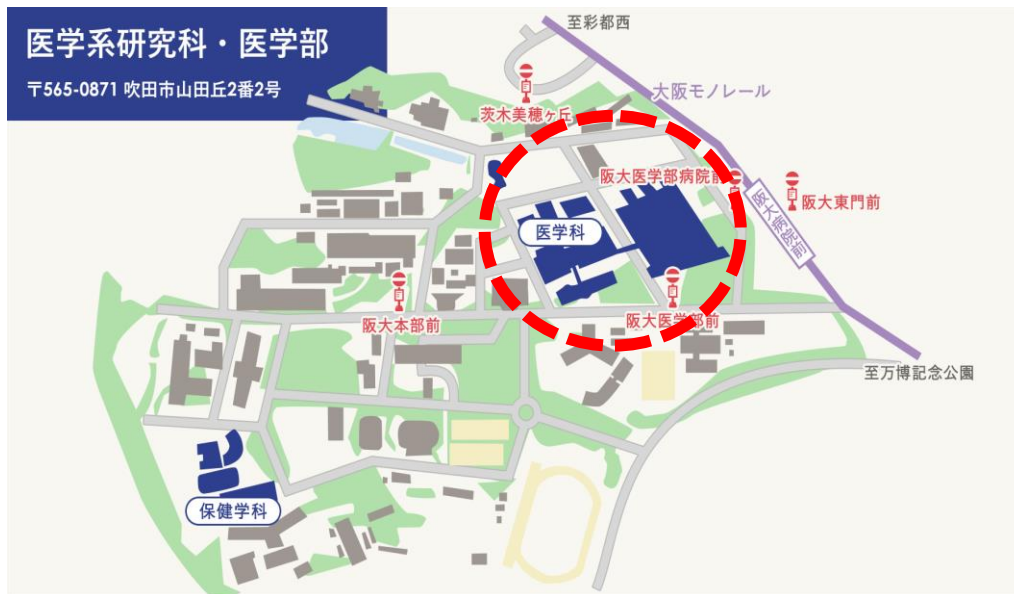 医学系研究科・医学部
〒565-0871 吹田市山田丘2番2号
至彩都西
大阪モノレール
茨木美穂ヶ丘
阪大医学部病院前
阪大東門前
阪大病院前
医学科
阪大本部前
阪大医学部前
至万博記念公園
保健学科